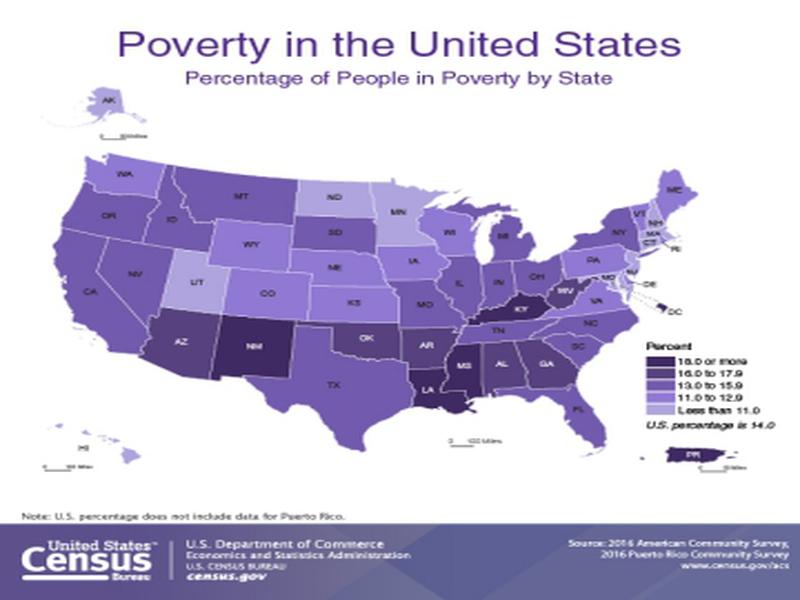 Poverty in the United States
Percentage of People in Poverty by State
AK
WA
MT
ND
MN
ME
OR
ID
SD
WI
MI
VT
NH
NY
MA
CT
RI
WY
IA
PA
NV
UT
NE
IL
IN
OH
NJ
DE
MD
CA
CO
KS
MO
WV
VA
DC
KY
AZ
NM
OK
AR
TN
NC
SC
TX
LA
MS
AL
GA
FL
HI
PR
Percent
18.0 or more
16.0 to 17.9
13.0 to 15.9
11.0 to 12.9
Less than 11.0
U.S. percentage is 14.0
Note: U.S. percentage does not include data for Puerto Rico.
United States™
Census
Bureau
U.S. Department of Commerce
Economics and Statistics Administration
U.S. CENSUS BUREAU
census.gov
Source: 2016 American Community Survey,
2016 Puerto Rico Community Survey
www.census.gov/acs